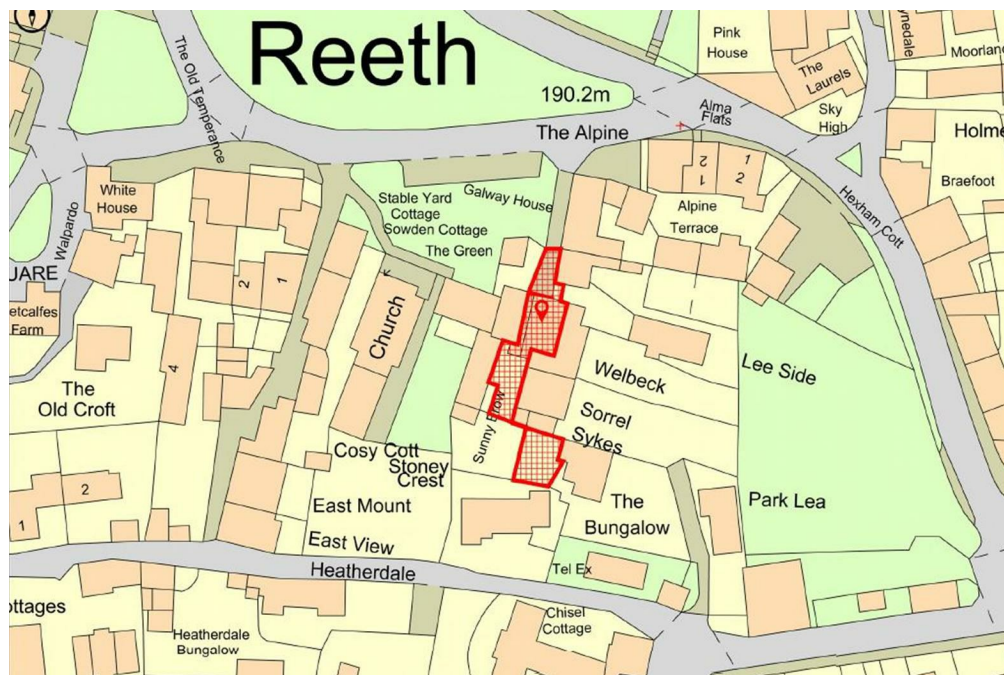 Reeth
Pink
House
ynedale
Moorland
The
Laurels
190.2m
The Old Temperance
Alma
Flats
Sky
High
The Alpine
Holme
White
House
Walpardo
Stable Yard
Cottage
Sowden Cottage
Galway House
The Green
1
2
2
1
Alpine
Terrace
Braefoot
Hexham Cott
UARE
etcalfes
Farm
2
1
Church
4
The
Old Croft
Welbeck
Lee Side
Sorrel
Sykes
Sunny Brow
Cosy Cott
Stoney
Crest
2
1
East Mount
The
Bungalow
Park Lea
East View
Heatherdale
Tel Ex
ottages
Heatherdale
Bungalow
Chisel
Cottage